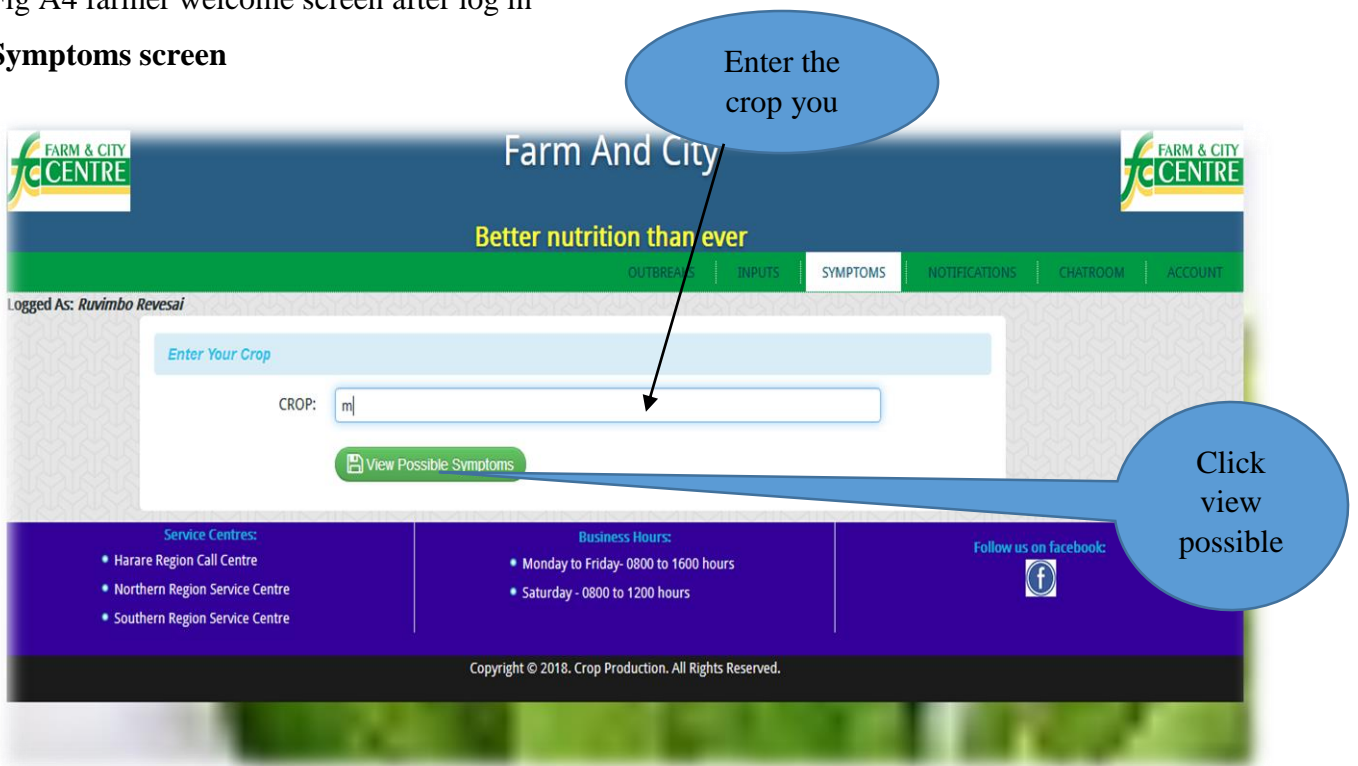 Fig A4 farmer welcome screen after log in
Symptoms screen
Enter the
crop you
FARM & CITY
CENTRE
Farm And City
FARM & CITY
CENTRE
Better nutrition than ever
OUTBREAKS INPUTS SYMPTOMS NOTIFICATIONS CHATROOM ACCOUNT
Logged As: Ruvimbo Revesai
Enter Your Crop
CROP: m
View Possible Symptoms
Click
view
possible
Service Centres:
Harare Region Call Centre
Northern Region Service Centre
Southern Region Service Centre
Business Hours:
Monday to Friday- 0800 to 1600 hours
Saturday - 0800 to 1200 hours
Follow us on facebook:
f
Copyright © 2018. Crop Production. All Rights Reserved.